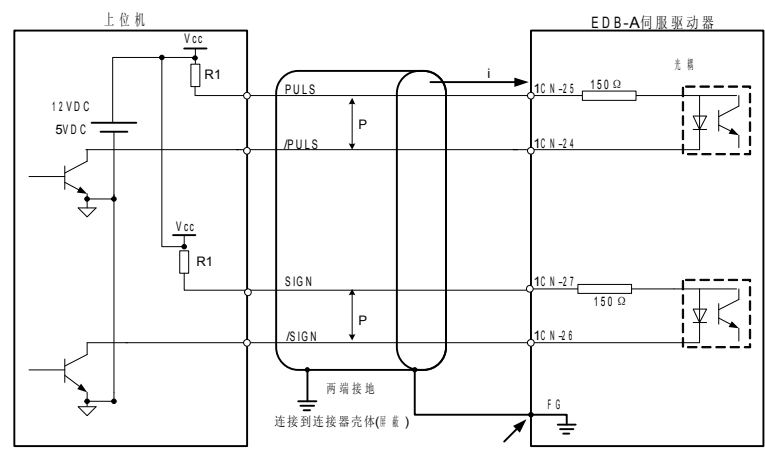 上位机
EDB-A伺服驱动器
Vcc
R1
12VDC
5VDC
PULS
P
/PULS
i
1CN-25
150Ω
光耦
1CN-24
Vcc
R1
SIGN
P
/SIGN
1CN-27
150Ω
1CN-26
两端接地
连接到连接器壳体(屏蔽)
FG